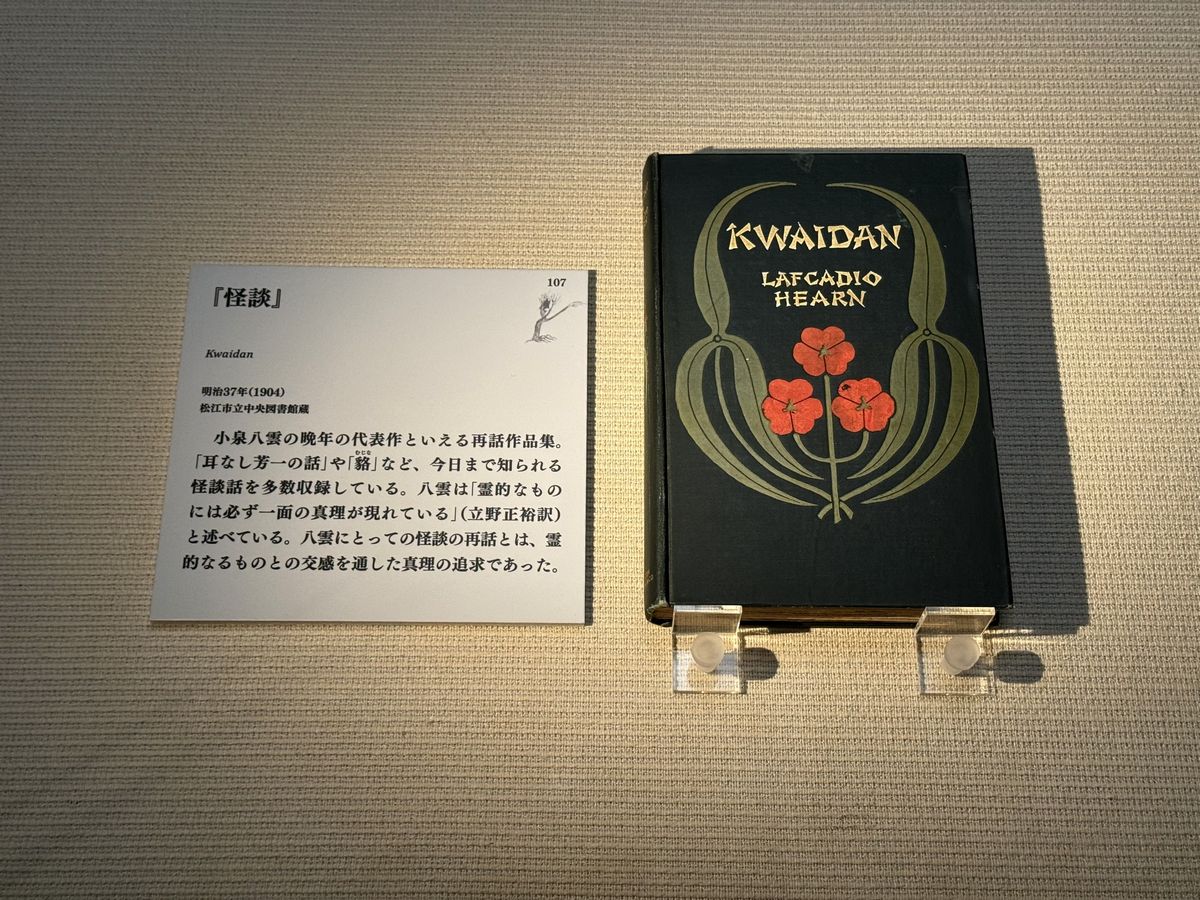 107
『怪談』
Kwaidan
明治37年(1904)
松江市立中央図書館蔵
小泉八雲の晩年の代表作といえる再話作品集。
「耳なし芳一の話」や「貉」など、今日まで知られる
むじな
怪談話を多数収録している。八雲は「霊的なもの
には必ず一面の真理が現れている」(立野正裕訳)
と述べている。八雲にとっての怪談の再話とは、霊
的なるものとの交感を通した真理の追求であった。
KWAIDAN
LAFCADIO
HEARN